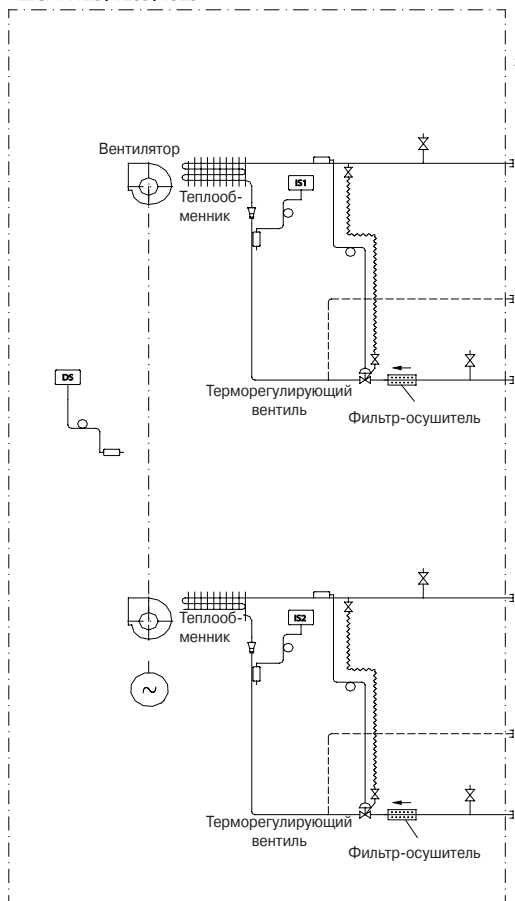 Вентилятор
IS1
Теплооб-
менник
DS
Терморегулирующий
вентиль
Фильтр-осушитель
Теплооб-
менник
IS2
Терморегулирующий
вентиль
Фильтр-осушитель